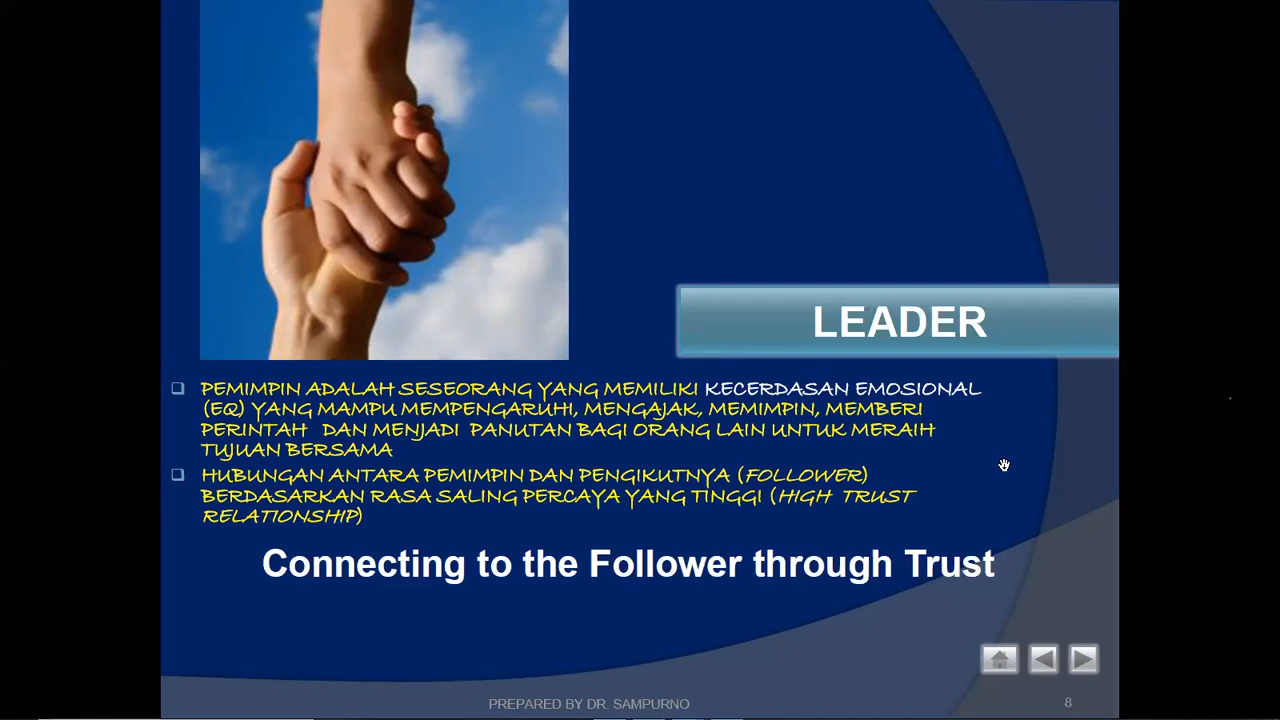 LEADER
PEMIMPIN ADALAH SESEORANG YANG MEMILIKI KECERDASAN EMOSIONAL
(EQ) YANG MAMPU MEMPENGARUHI, MENGAJAK, MEMIMPIN, MEMBERI
PERINTAH DAN MENJADI PANUTAN BAGI ORANG LAIN UNTUK MERAIH
TUJUAN BERSAMA
HUBUNGAN ANTARA PEMIMPIN DAN PENGIKUTNYA (FOLLOWER)
BERDASARKAN RASA SALING PERCAYA YANG TINGGI (HIGH TRUST
RELATIONSHIP)
Connecting to the Follower through Trust
PREPARED BY DR. SAMPURNO
8